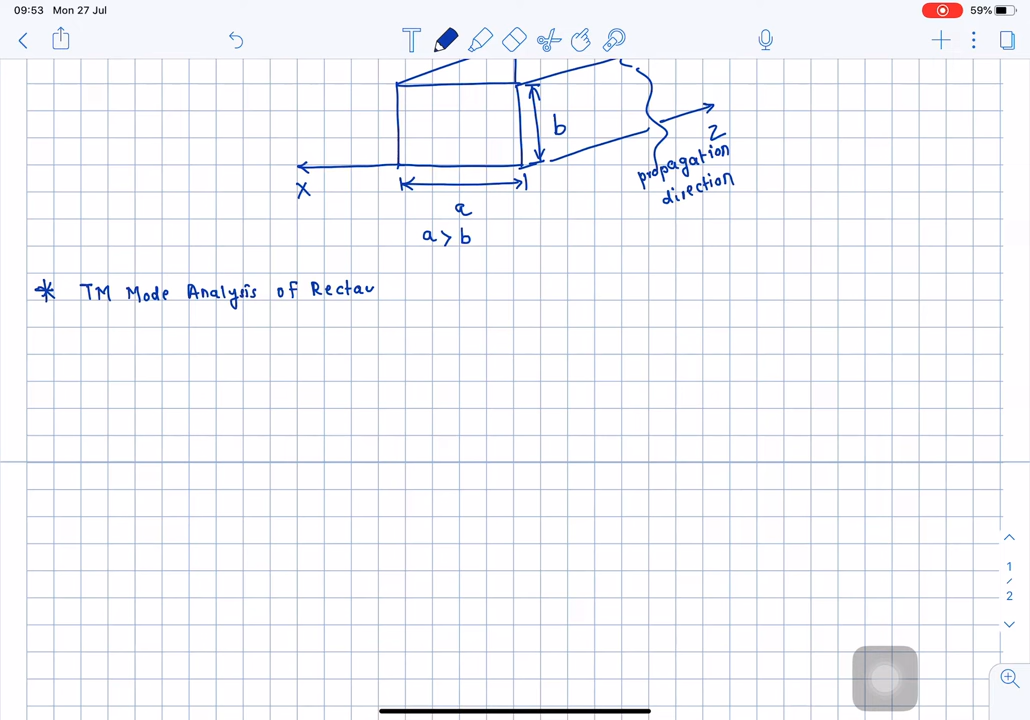 09:53 Mon 27 Jul
59%
T
b
Z
propagation
direction
X
a
a > b
* TM Mode Analysis of Rectan
1
/
2